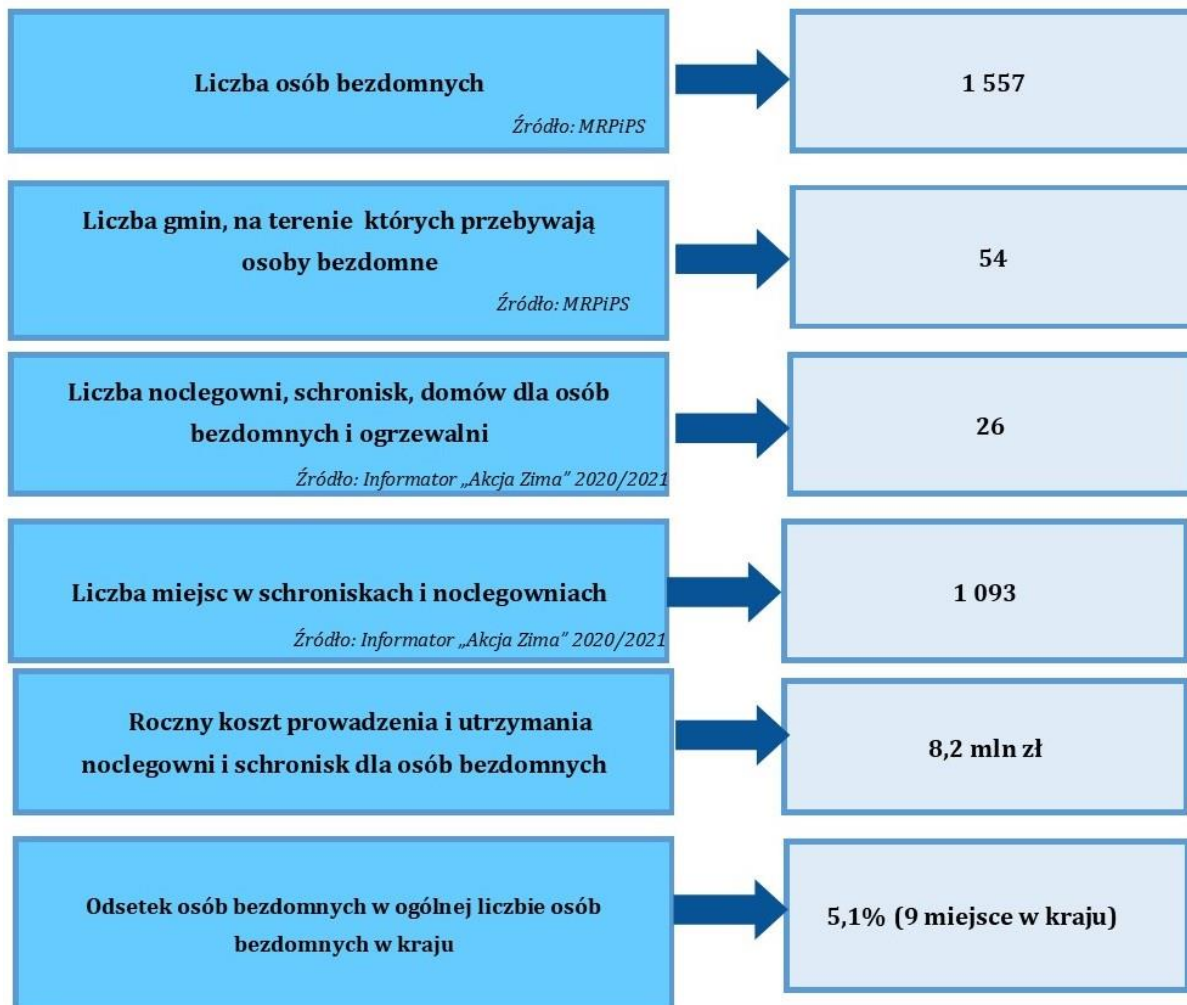 Liczba osób bezdomnych
1 557
Źródło: MRPiPS
Liczba gmin, na terenie których przebywają
osoby bezdomne
54
Źródło: MRPiPS
Liczba noclegowni, schronisk, domów dla osób
bezdomnych i ogrzewalni
26
Źródło: Informator „Akcja Zima” 2020/2021
Liczba miejsc w schroniskach i noclegowniach
1 093
Źródło: Informator „Akcja Zima” 2020/2021
Roczny koszt prowadzenia i utrzymania
noclegowni i schronisk dla osób bezdomnych
8,2 mln zł
Odsetek osób bezdomnych w ogólnej liczbie osób
bezdomnych w kraju
5,1% (9 miejsce w kraju)